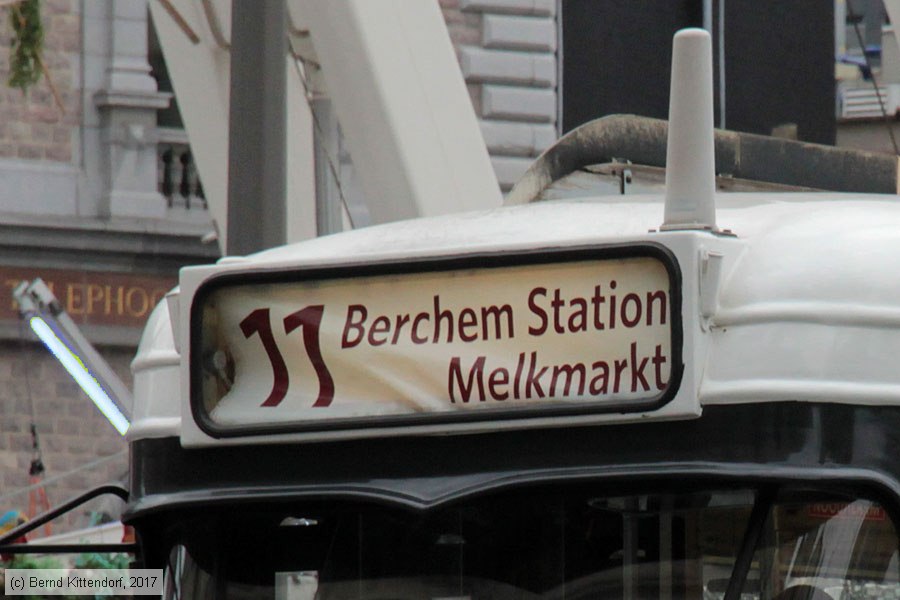 11 Berchem Station
Melkmarkt
(c) Bernd Kittendorf, 2017